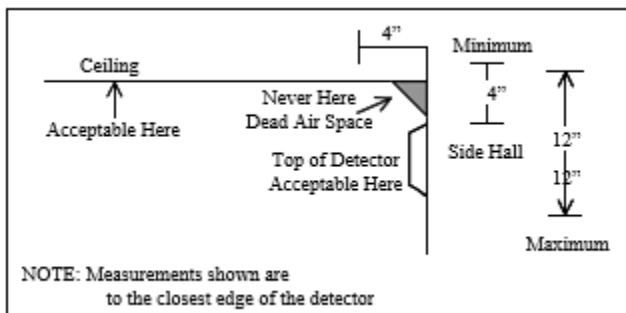 4”
Minimum
Ceiling
Never Here
Dead Air Space
4”
Acceptable Here
12”
Side Hall
Top of Detector
Acceptable Here
12”
Maximum
NOTE: Measurements shown are
to the closest edge of the detector